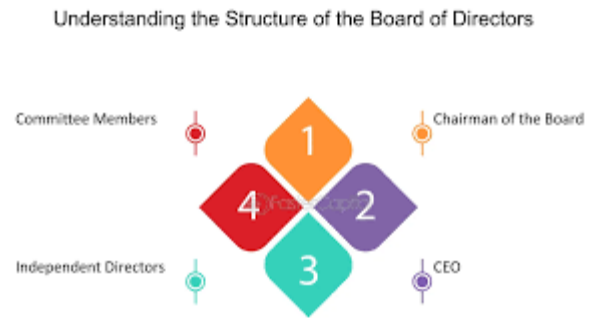 Understanding the Structure of the Board of Directors
Committee Members
1
Chairman of the Board
4
2
Independent Directors
3
CEO